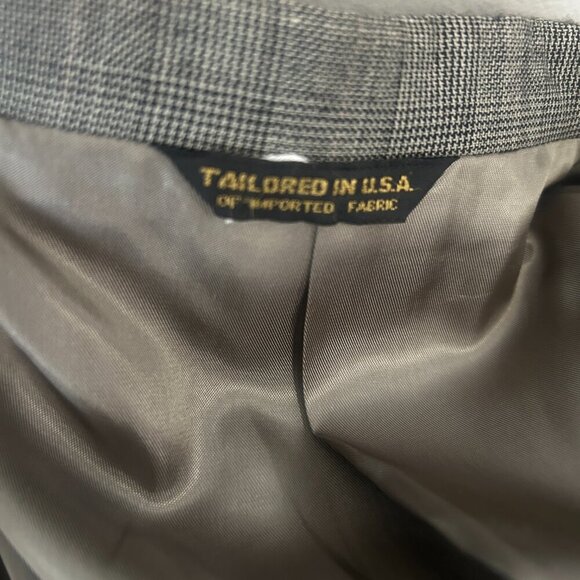 TAILORED IN U.S.A.
OF IMPORTED FABRIC